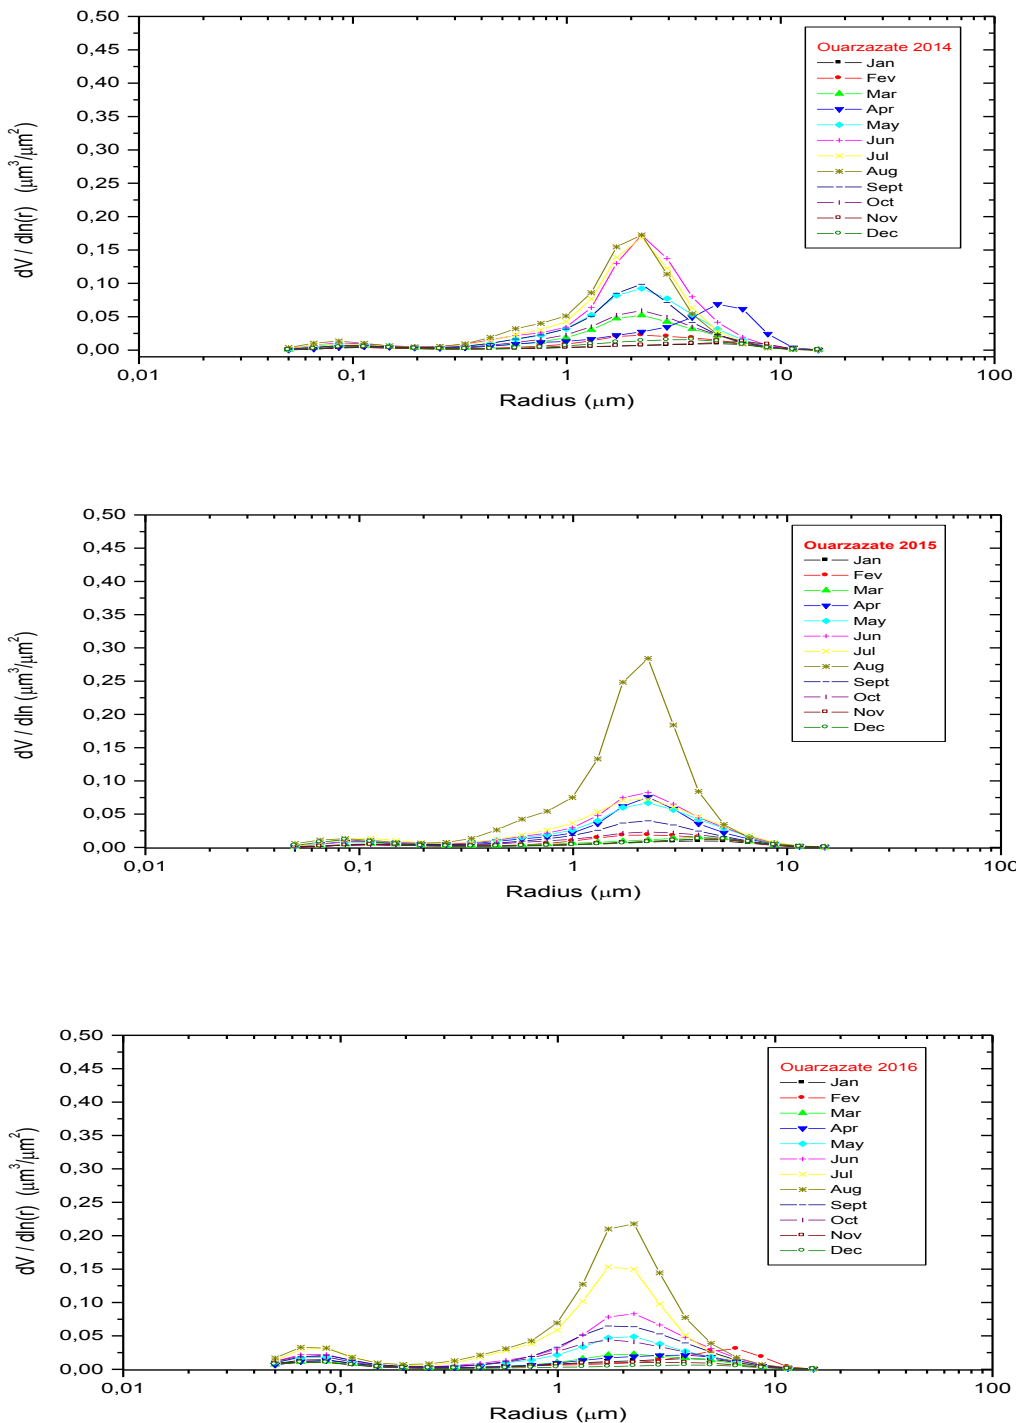 0,50
0,45
0,40
0,35
0,30
0,25
0,20
0,15
0,10
0,05
0,00
dV / dln(r) (μm³/μm²)
Ouarzazate 2014
Jan
Fev
Mar
Apr
May
Jun
Jul
Aug
Sept
Oct
Nov
Dec
0,01 0,1 1 10 100
Radius (μm)
0,50
0,45
0,40
0,35
0,30
0,25
0,20
0,15
0,10
0,05
0,00
dV / dln (μm³/μm²)
Ouarzazate 2015
Jan
Fev
Mar
Apr
May
Jun
Jul
Aug
Sept
Oct
Nov
Dec
0,01 0,1 1 10 100
Radius (μm)
0,50
0,45
0,40
0,35
0,30
0,25
0,20
0,15
0,10
0,05
0,00
dV / dln(r) (μm³/μm²)
Ouarzazate 2016
Jan
Fev
Mar
Apr
May
Jun
Jul
Aug
Sept
Oct
Nov
Dec
0,01 0,1 1 10 100
Radius (μm)